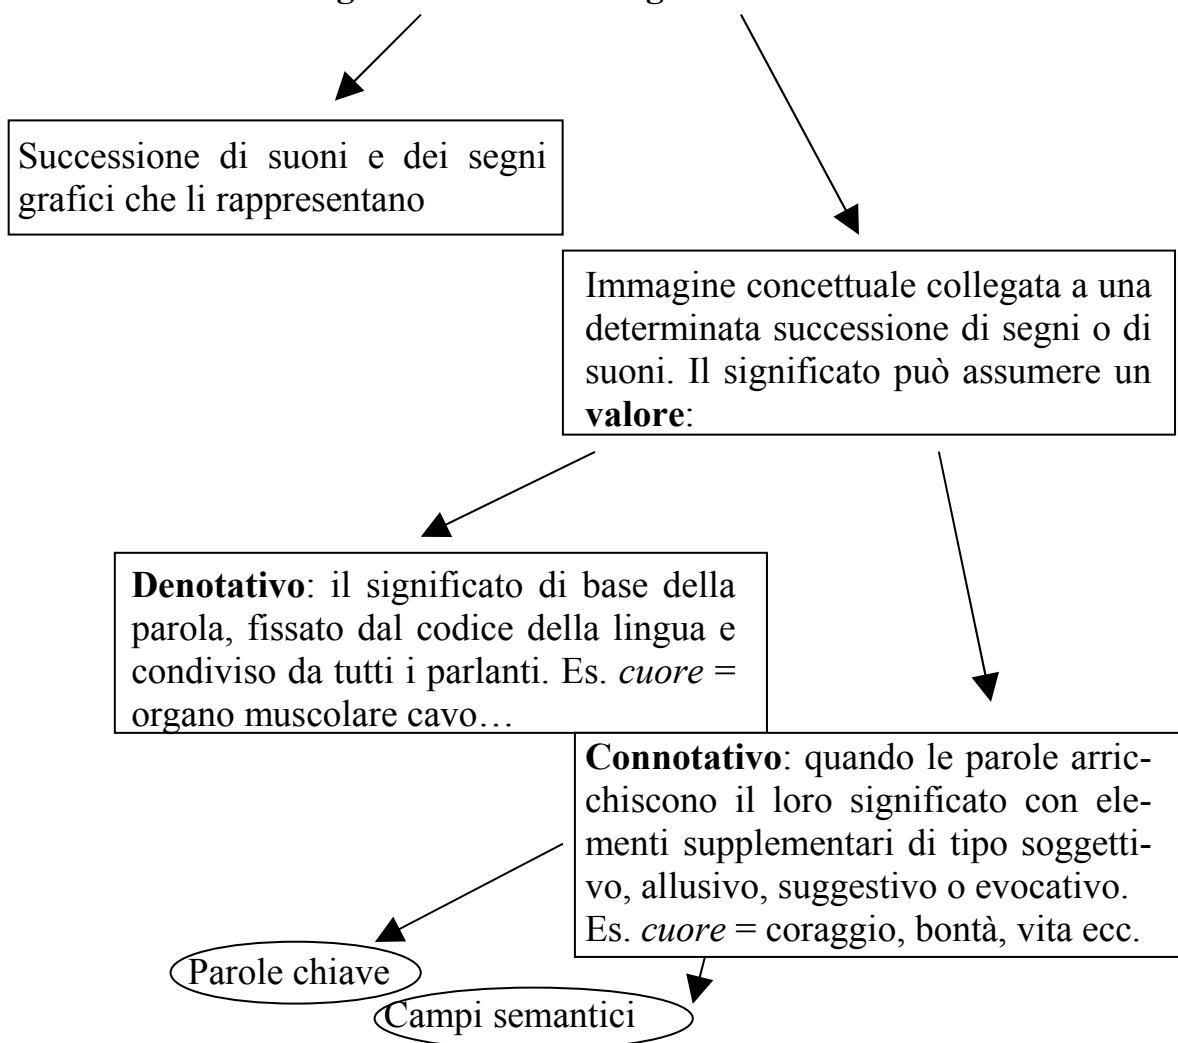 Successione di suoni e dei segni
grafici che li rappresentano
Immagine concettuale collegata a una
determinata successione di segni o di
suoni. Il significato può assumere un
valore:
Denotativo: il significato di base della
parola, fissato dal codice della lingua e
condiviso da tutti i parlanti. Es. cuore =
organo muscolare cavo…
Connotativo: quando le parole arric-
chiscono il loro significato con ele-
menti supplementari di tipo soggetti-
vo, allusivo, suggestivo o evocativo.
Es. cuore = coraggio, bontà, vita ecc.
Parole chiave
Campi semantici